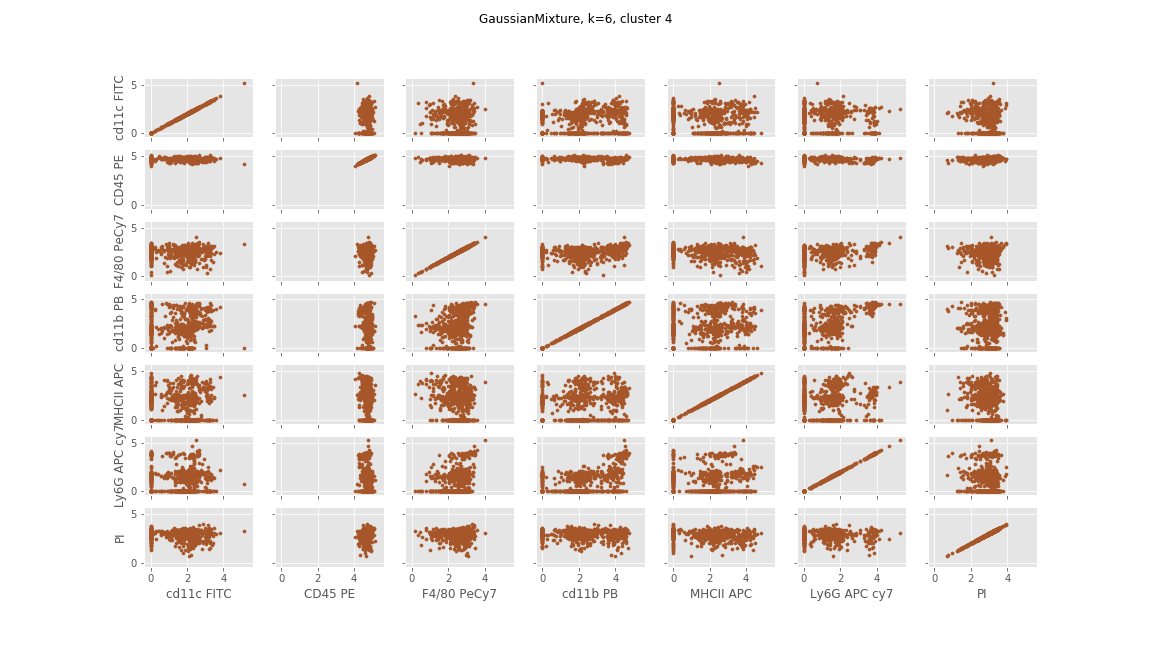 GaussianMixture, k=6, cluster 4
cd11c FITC
5
0
CD45 PE
5
0
F4/80 PeCy7
5
0
cd11b PB
5
0
MHCII APC
5
0
Ly6G APC cy7
5
0
PI
5
0
0 2 4 0 2 4 0 2 4 0 2 4 0 2 4 0 2 4 0 2 4
cd11c FITC CD45 PE F4/80 PeCy7 cd11b PB MHCII APC Ly6G APC cy7 PI